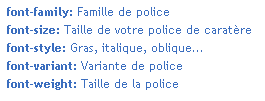 font-family: Famille de police
font-size: Taille de votre police de caratère
font-style: Gras, italique, oblique...
font-variant: Variante de police
font-weight: Taille de la police